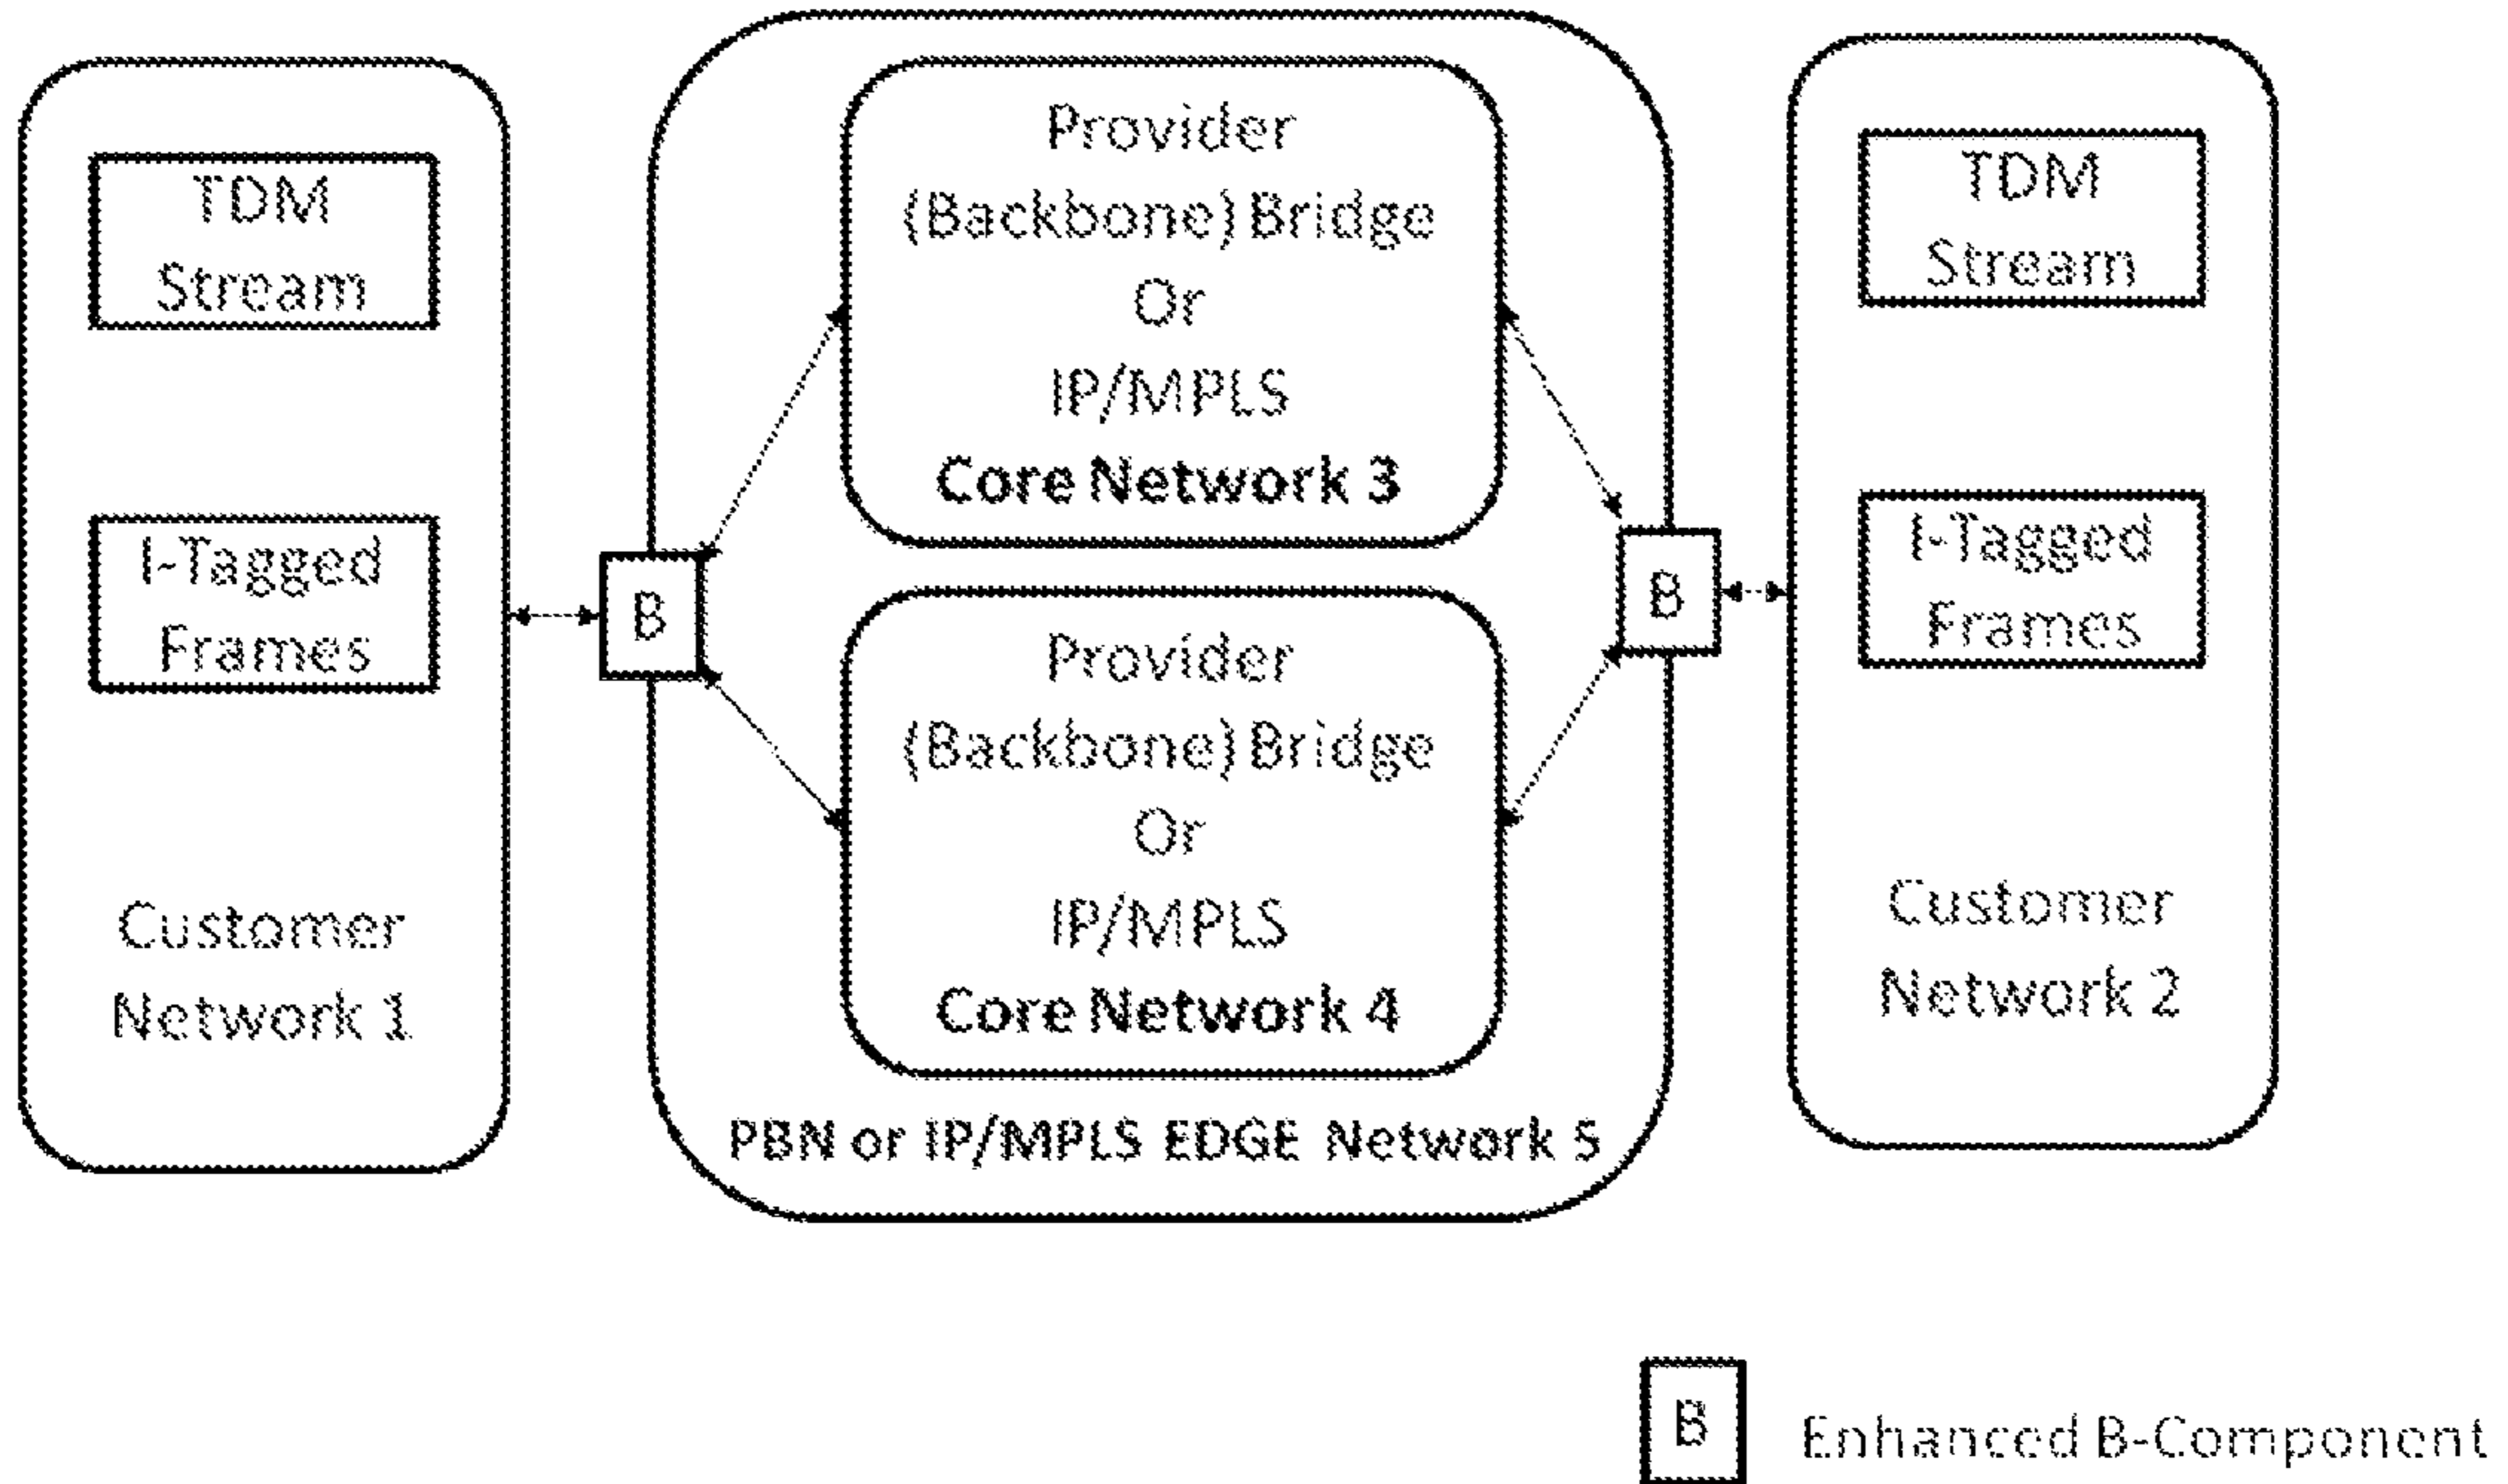 TDM
Stream
I-Tagged
Frames
Customer
Network 1
Provider
(Backbone) Bridge
Or
IP/MPLS
Core Network 3
B
B
Provider
(Backbone) Bridge
Or
IP/MPLS
Core Network 4
PBN or IP/MPLS EDGE Network 5
TDM
Stream
I-Tagged
Frames
Customer
Network 2
B Enhanced B-Component